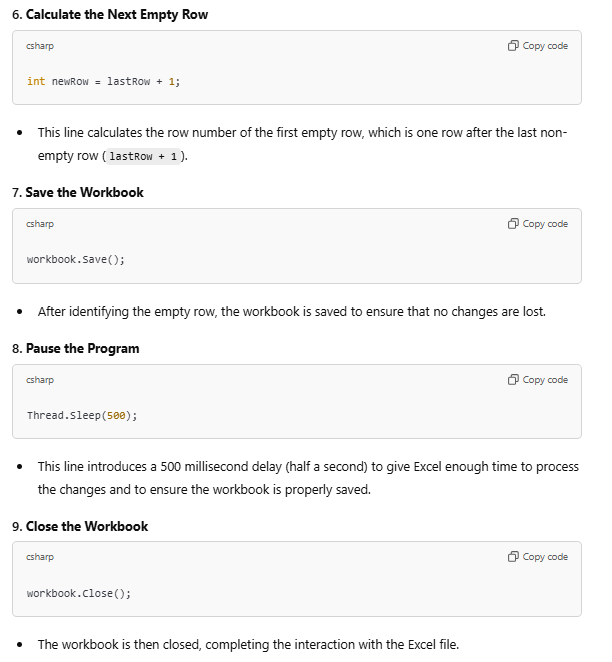 6. Calculate the Next Empty Row
csharp Copy code
int newRow = lastRow + 1;
• This line calculates the row number of the first empty row, which is one row after the last non-
empty row ( lastRow + 1 ).
7. Save the Workbook
csharp Copy code
workbook.Save();
• After identifying the empty row, the workbook is saved to ensure that no changes are lost.
8. Pause the Program
csharp Copy code
Thread.Sleep(500);
• This line introduces a 500 millisecond delay (half a second) to give Excel enough time to process
the changes and to ensure the workbook is properly saved.
9. Close the Workbook
csharp Copy code
workbook.Close();
• The workbook is then closed, completing the interaction with the Excel file.